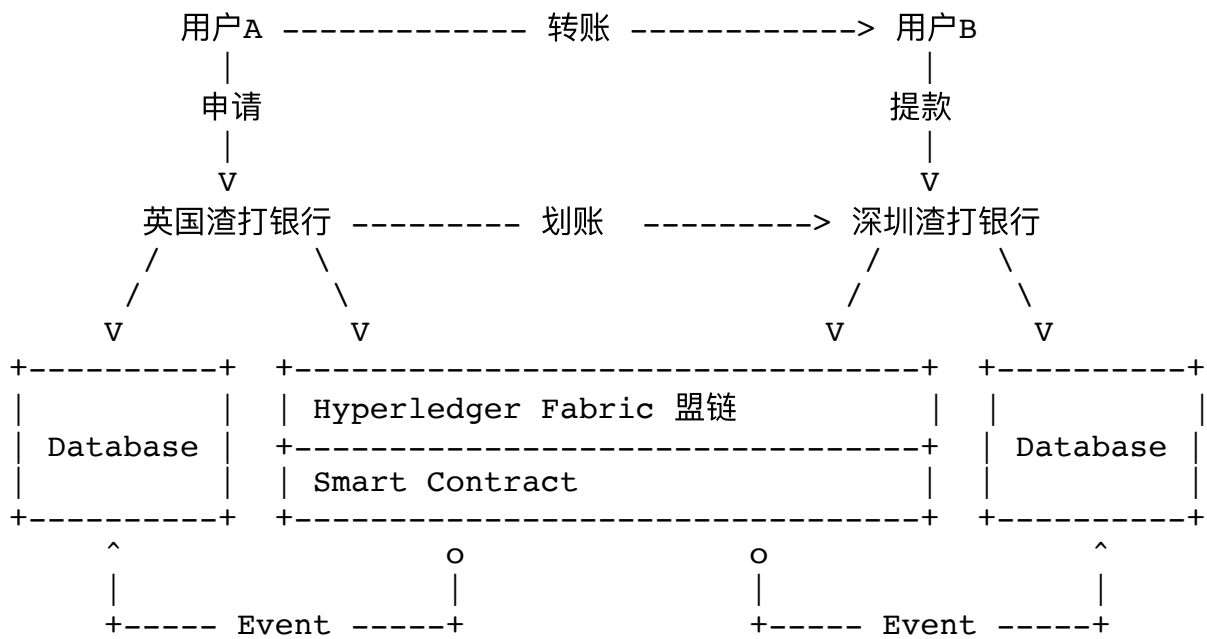 用户A ------------- 转账 ------------> 用户B
申请 提款
V V
英国渣打银行 --------- 划账 ---------> 深圳渣打银行
V V V V
Hyperledger Fabric 盟链
Database Database
Smart Contract
^ o o ^
+----- Event -----+ +----- Event -----+